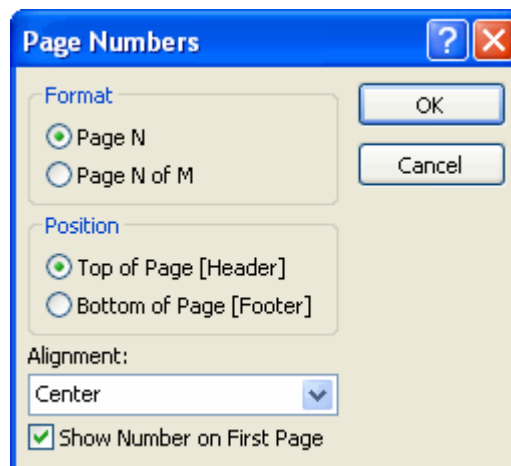 Page Numbers
Format
Page N
Page N of M
OK
Cancel
Position
Top of Page [Header]
Bottom of Page [Footer]
Alignment:
Center
Show Number on First Page